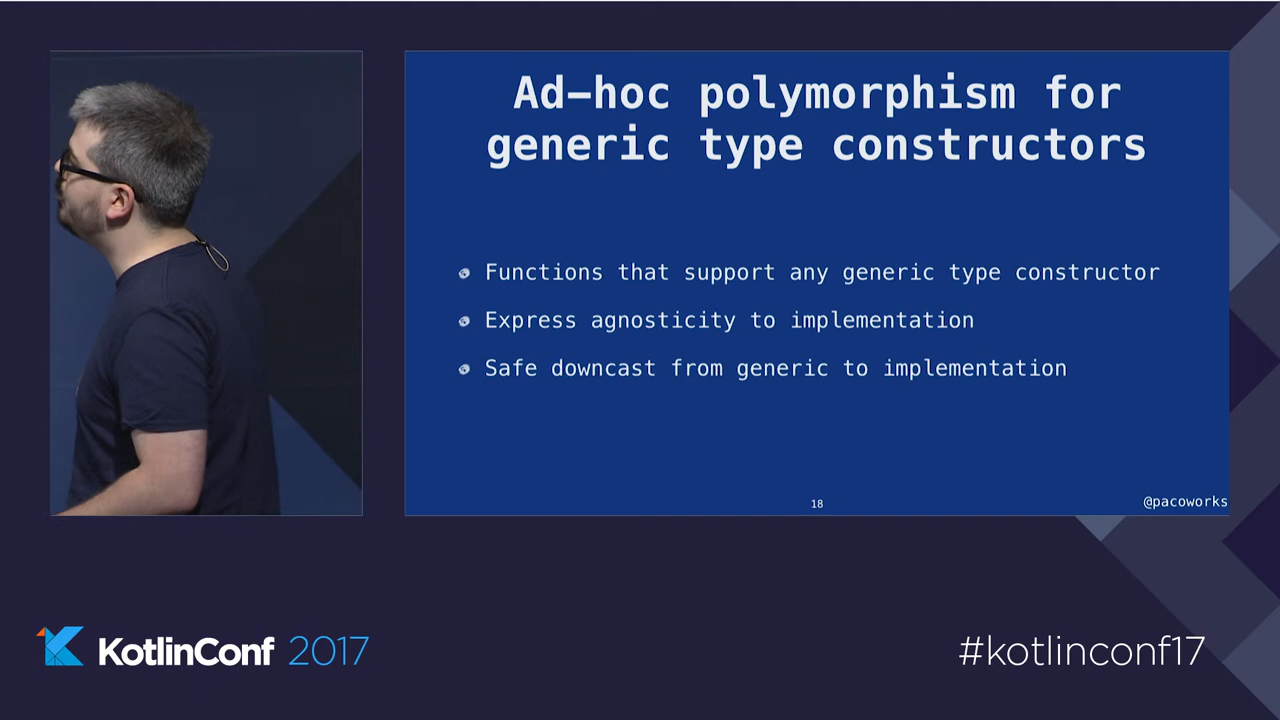 Ad-hoc polymorphism for
generic type constructors
Functions that support any generic type constructor
Express agnosticity to implementation
Safe downcast from generic to implementation
18
@pacoworks
KotlinConf 2017
#kotlinconf17